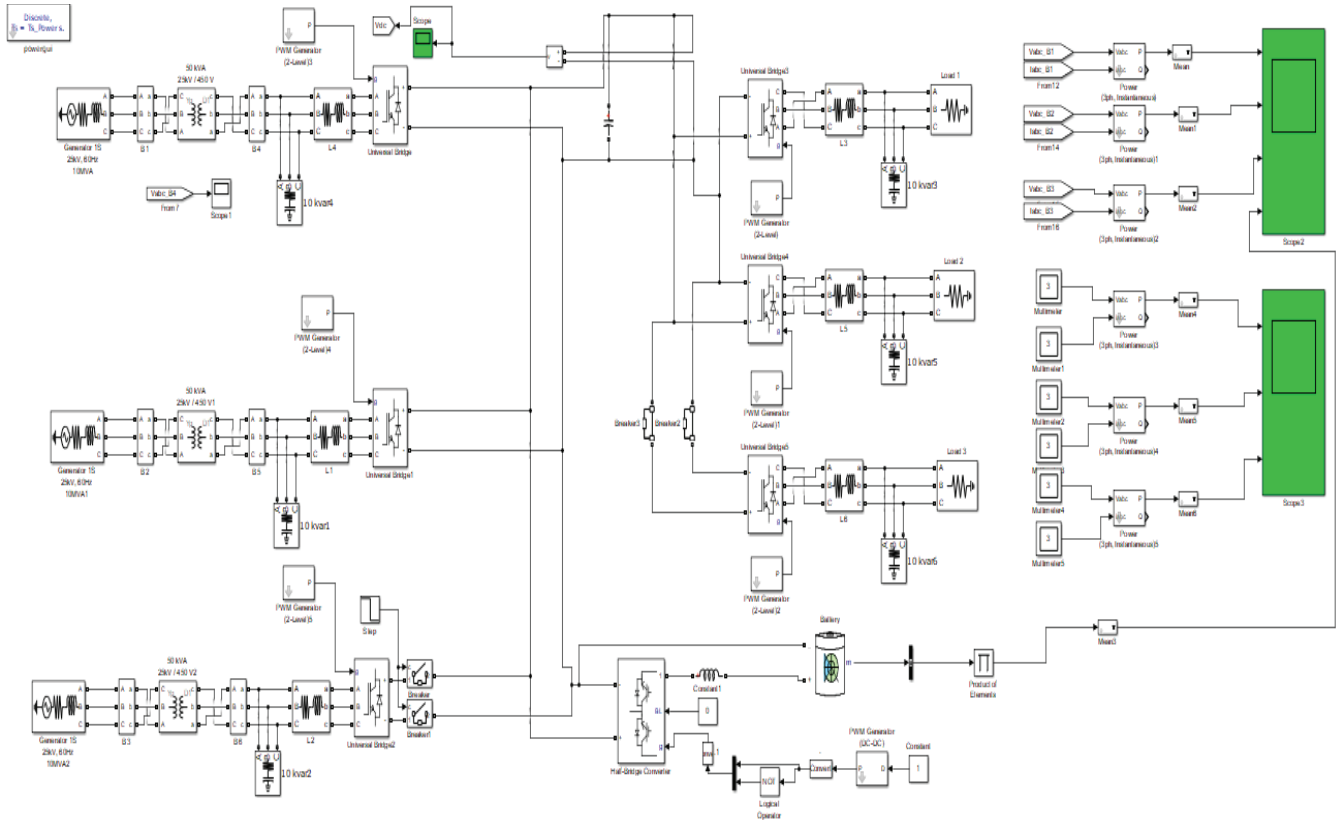 Discrete,
Ts = Ts_Power s.
powergui
PWM Generator
(2-Level)3
Vdc
Scope
50 kVA
25kV / 450 V
Generator 1S
25kV, 60Hz
10MVA
B1
B4
L4
Universal Bridge
Vabc_B4
From7
Scope1
10 kvar4
PWM Generator
(2-Level)4
50 kVA
25kV / 450 V1
Generator 1S
25kV, 60Hz
10MVA1
B2
B5
L1
Universal Bridge1
10 kvar1
PWM Generator
(2-Level)5
Step
50 kVA
25kV / 450 V2
Generator 1S
25kV, 60Hz
10MVA2
B3
B6
L2
Universal Bridge2
Breaker
Breaker1
10 kvar2
Universal Bridge3
L3
Load 1
10 kvar3
PWM Generator
(2-Level)
Universal Bridge4
L5
Load 2
10 kvar5
PWM Generator
(2-Level)1
Breaker3
Breaker2
Universal Bridge5
L6
Load 3
10 kvar6
PWM Generator
(2-Level)2
Half-Bridge Converter
Constant1
0
Battery
Product of
Elements
Mean3
NOT
Logical
Operator
Convert
PWM Generator
(DC-DC)
Constant
1
Vabc_B1
Iabc_B1
From12
Power
(3ph, Instantaneous)
Mean
Vabc_B2
Iabc_B2
From14
Power
(3ph, Instantaneous)1
Mean1
Vabc_B3
Iabc_B3
From16
Power
(3ph, Instantaneous)2
Mean2
Scope2
3
Multimeter
3
Multimeter1
Power
(3ph, Instantaneous)3
Mean4
3
Multimeter2
3
Power
(3ph, Instantaneous)4
Mean5
3
Multimeter4
3
Multimeter5
Power
(3ph, Instantaneous)5
Mean6
Scope3